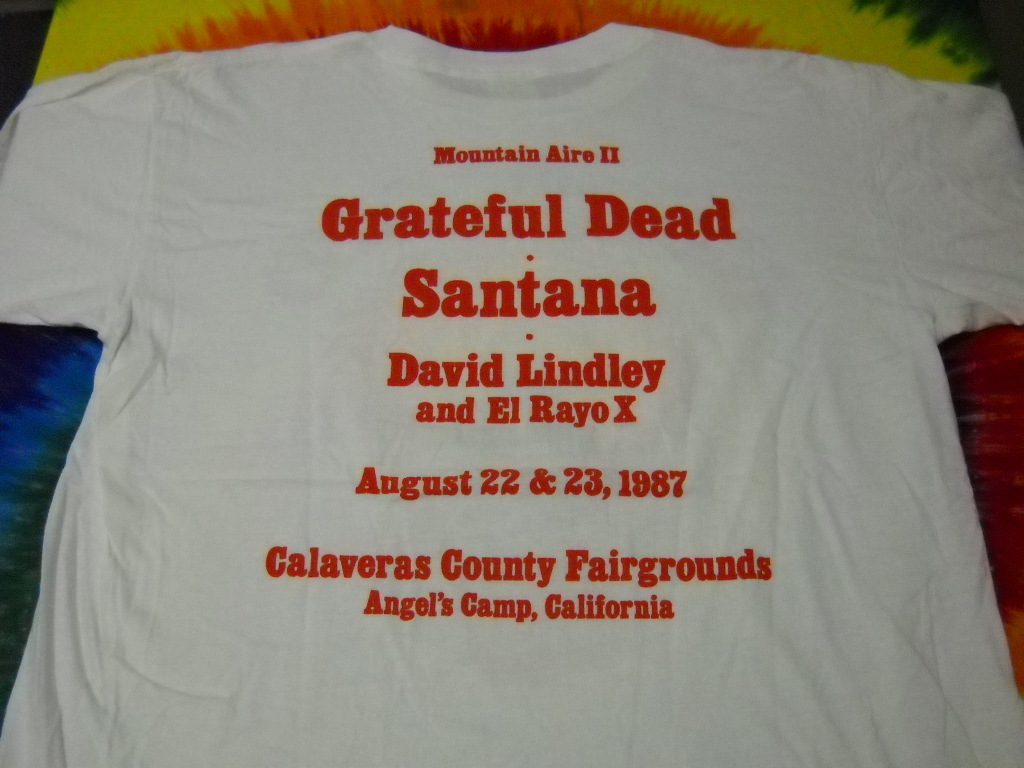 Mountain Aire II
Grateful Dead
·
Santana
·
David Lindley
and El Rayo X
August 22 & 23, 1987
Calaveras County Fairgrounds
Angel's Camp, California